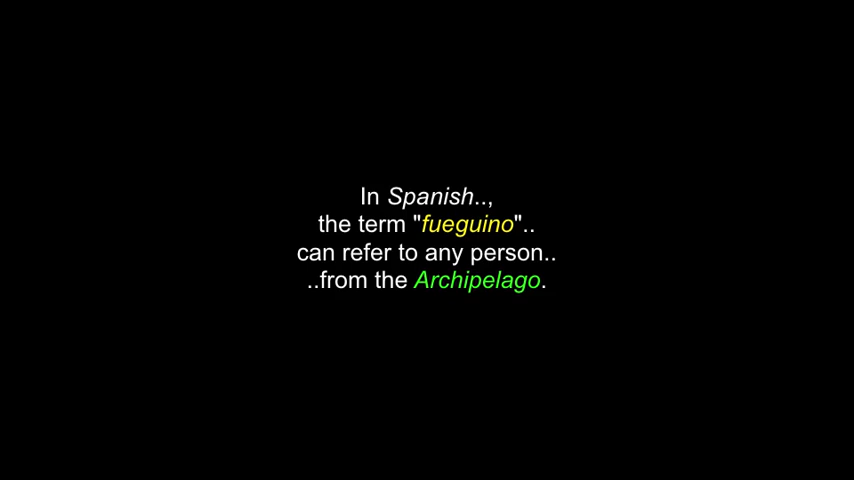 In Spanish..,
the term "fueguino"..
can refer to any person..
..from the Archipelago.